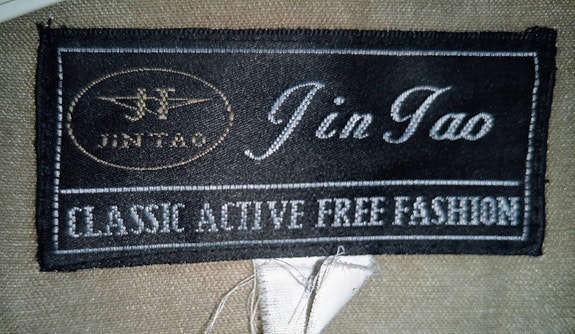 JINTAO
Jin Tao
CLASSIC ACTIVE FREE FASHION